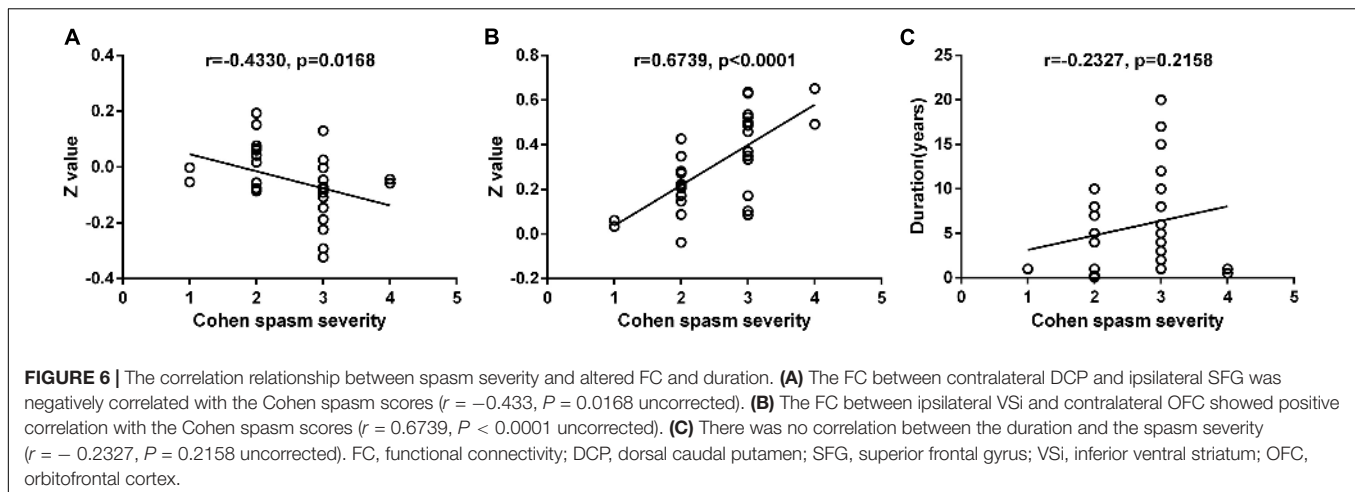 A
r=-0.4330, p=0.0168
0.4
0.2
0.0
-0.2
-0.4
Z value
0
1
2
3
4
5
Cohen spasm severity
B
r=0.6739, p<0.0001
0.8
0.6
0.4
0.2
0.0
-0.2
Z value
0
1
2
3
4
5
Cohen spasm severity
C
r=-0.2327, p=0.2158
25
20
15
10
5
0
Duration(years)
0
1
2
3
4
5
Cohen spasm severity
FIGURE 6 | The correlation relationship between spasm severity and altered FC and duration. (A) The FC between contralateral DCP and ipsilateral SFG was
negatively correlated with the Cohen spasm scores (r = −0.433, P = 0.0168 uncorrected). (B) The FC between ipsilateral VSi and contralateral OFC showed positive
correlation with the Cohen spasm scores (r = 0.6739, P < 0.0001 uncorrected). (C) There was no correlation between the duration and the spasm severity
(r = − 0.2327, P = 0.2158 uncorrected). FC, functional connectivity; DCP, dorsal caudal putamen; SFG, superior frontal gyrus; VSi, inferior ventral striatum; OFC,
orbitofrontal cortex.